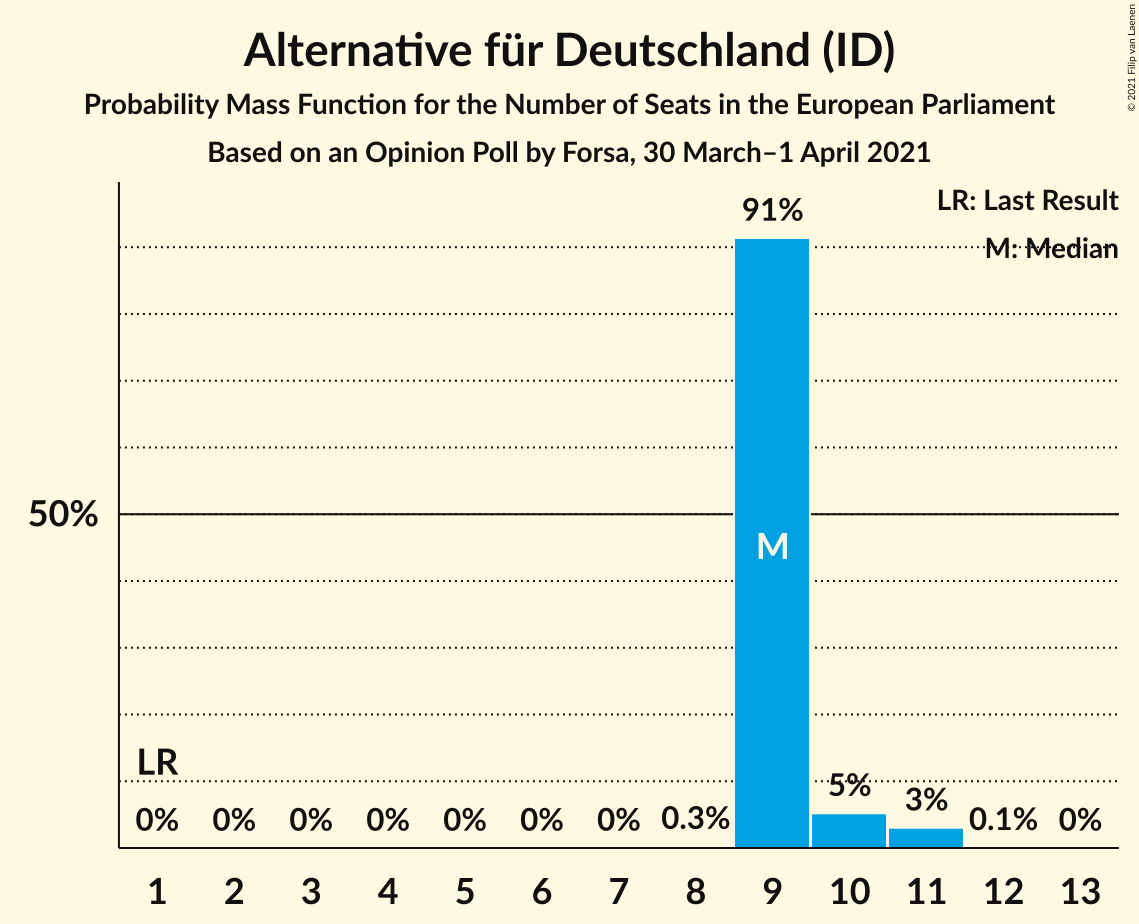 Alternative für Deutschland (ID)
Probability Mass Function for the Number of Seats in the European Parliament
Based on an Opinion Poll by Forsa, 30 March–1 April 2021
© 2021 Filip van Laenen
LR: Last Result
M: Median
91%
50%
M
LR
0% 0% 0% 0% 0% 0% 0% 0.3% 5% 3% 0.1% 0%
1 2 3 4 5 6 7 8 9 10 11 12 13